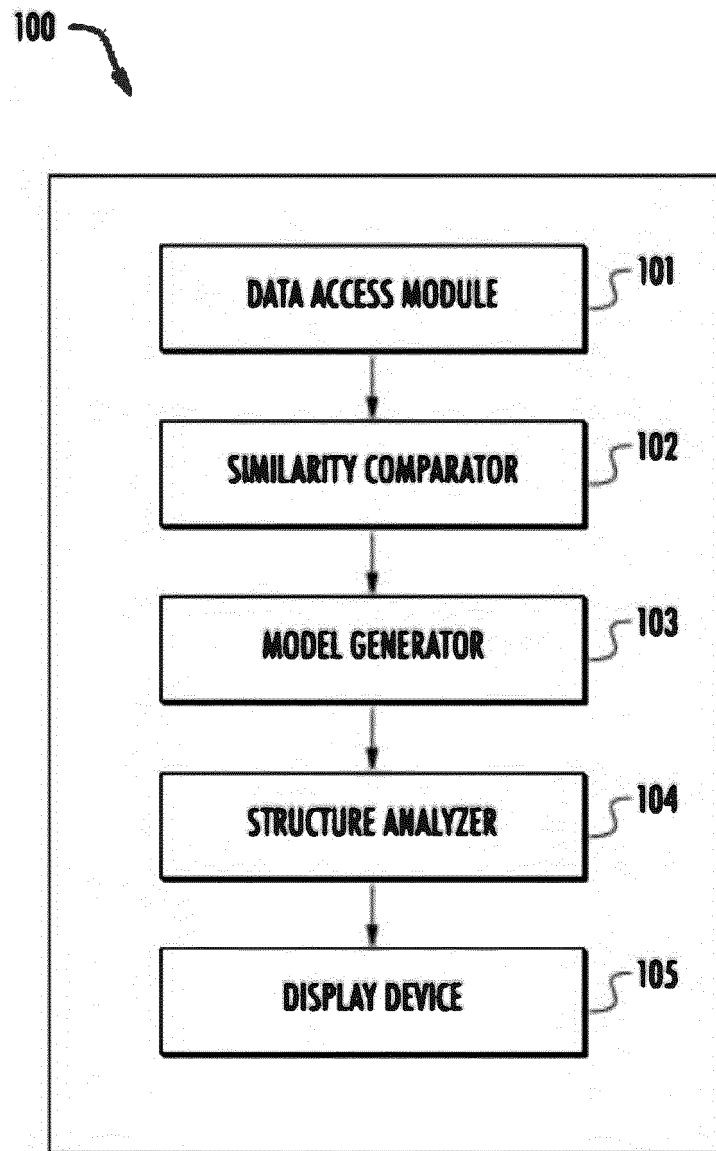 100
DATA ACCESS MODULE
101
SIMILARITY COMPARATOR
102
MODEL GENERATOR
103
STRUCTURE ANALYZER
104
DISPLAY DEVICE
105